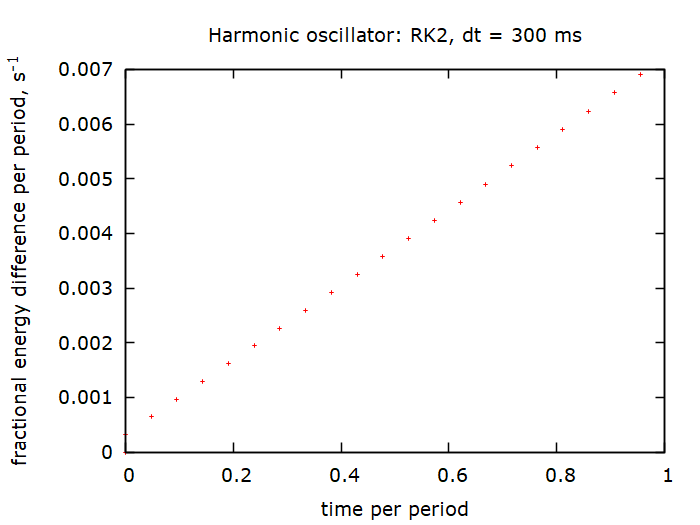 Harmonic oscillator: RK2, dt = 300 ms
fractional energy difference per period, s⁻¹
0.007
0.006
0.005
0.004
0.003
0.002
0.001
0
0 0.2 0.4 0.6 0.8 1
time per period